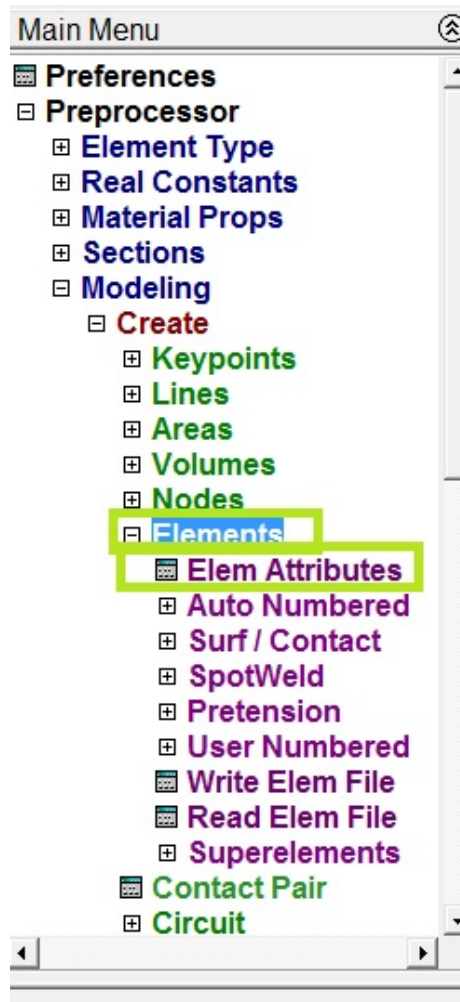 Main Menu
Preferences
Preprocessor
Element Type
Real Constants
Material Props
Sections
Modeling
Create
Keypoints
Lines
Areas
Volumes
Nodes
Elements
Elem Attributes
Auto Numbered
Surf / Contact
SpotWeld
Pretension
User Numbered
Write Elem File
Read Elem File
Superelements
Contact Pair
Circuit